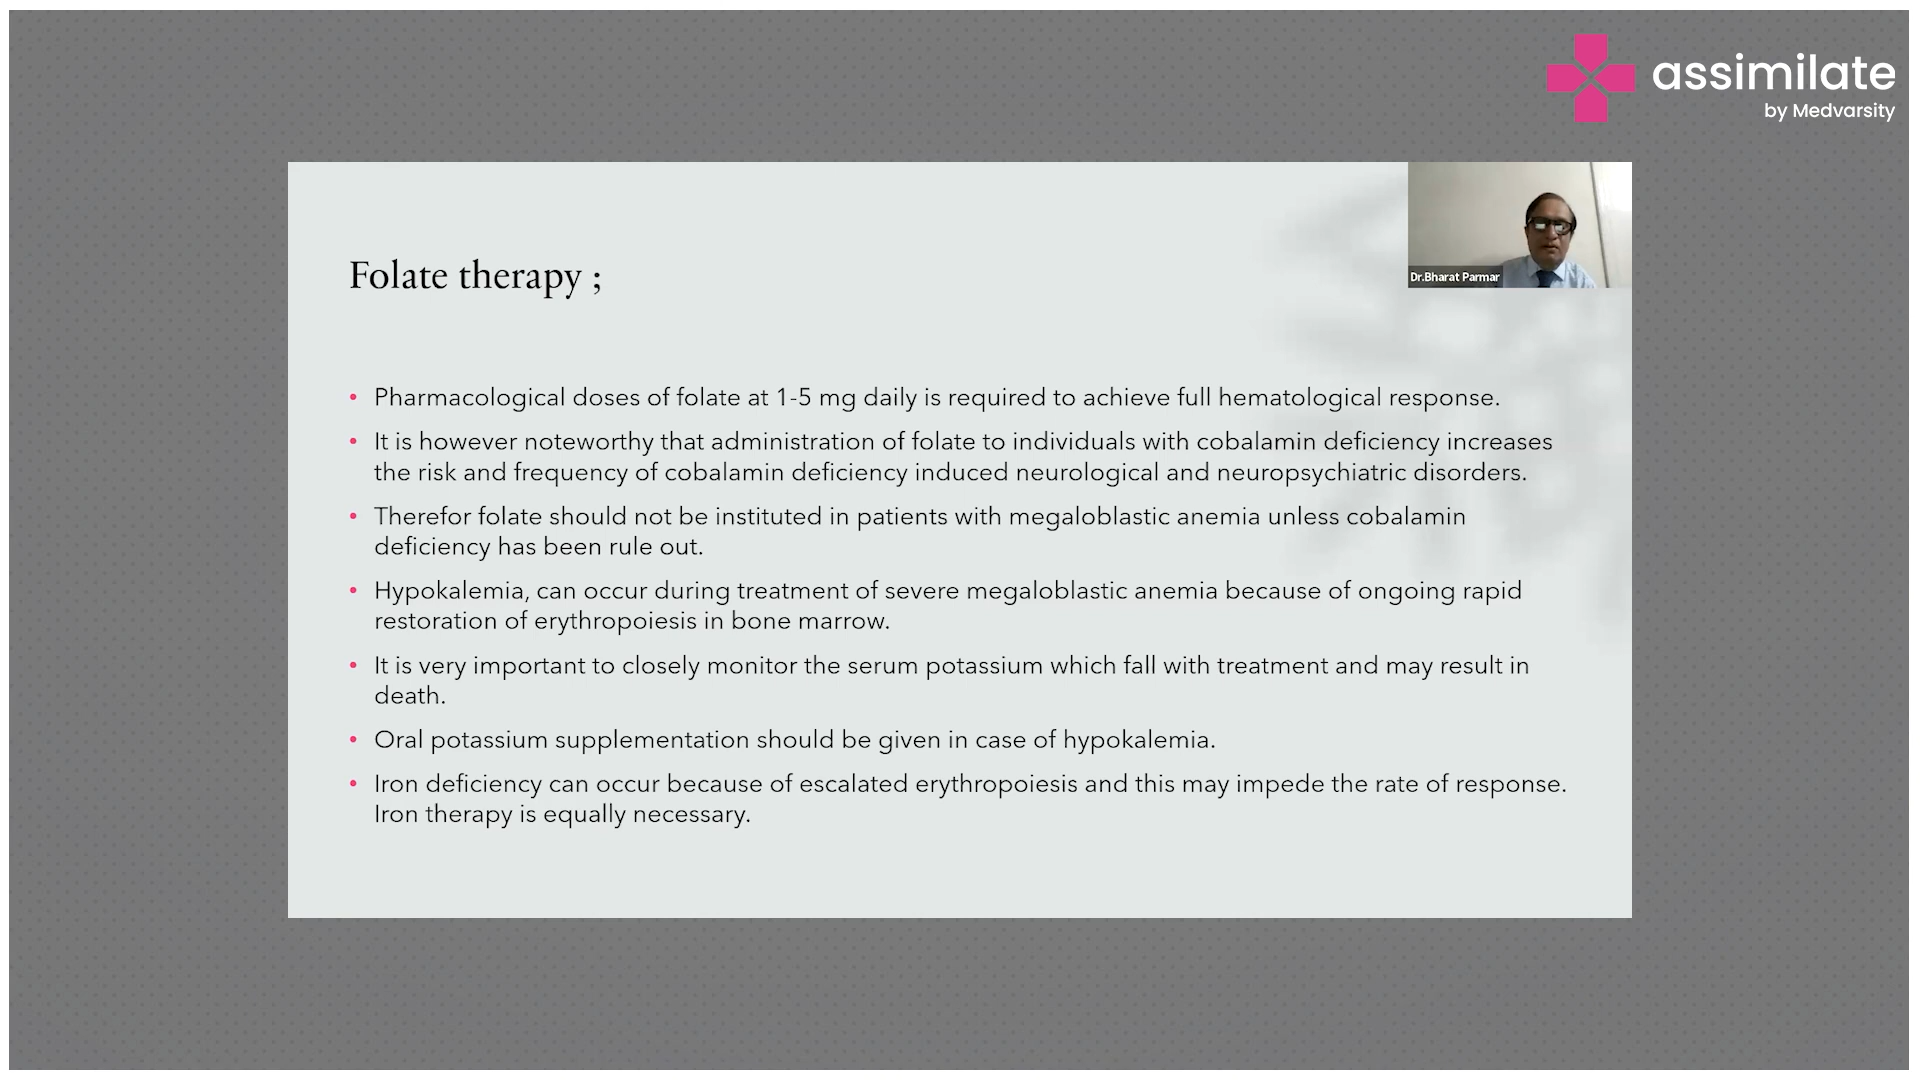 assimilate
by Medvarsity
Dr.Bharat Parmar
Folate therapy ;
• Pharmacological doses of folate at 1-5 mg daily is required to achieve full hematological response.
• It is however noteworthy that administration of folate to individuals with cobalamin deficiency increases
the risk and frequency of cobalamin deficiency induced neurological and neuropsychiatric disorders.
• Therefor folate should not be instituted in patients with megaloblastic anemia unless cobalamin
deficiency has been rule out.
• Hypokalemia, can occur during treatment of severe megaloblastic anemia because of ongoing rapid
restoration of erythropoiesis in bone marrow.
• It is very important to closely monitor the serum potassium which fall with treatment and may result in
death.
• Oral potassium supplementation should be given in case of hypokalemia.
• Iron deficiency can occur because of escalated erythropoiesis and this may impede the rate of response.
Iron therapy is equally necessary.